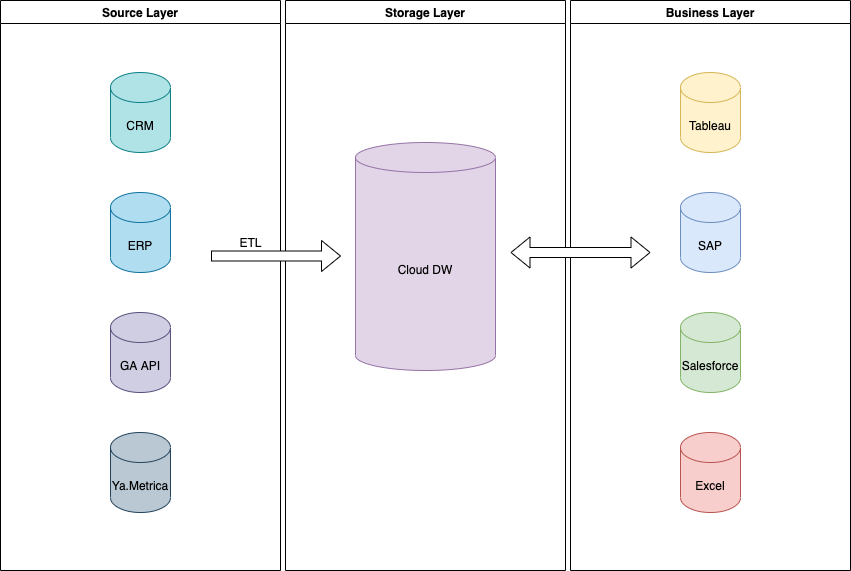 Source Layer
Storage Layer
Business Layer
CRM
ERP
GA API
Ya.Metrica
ETL
Cloud DW
Tableau
SAP
Salesforce
Excel